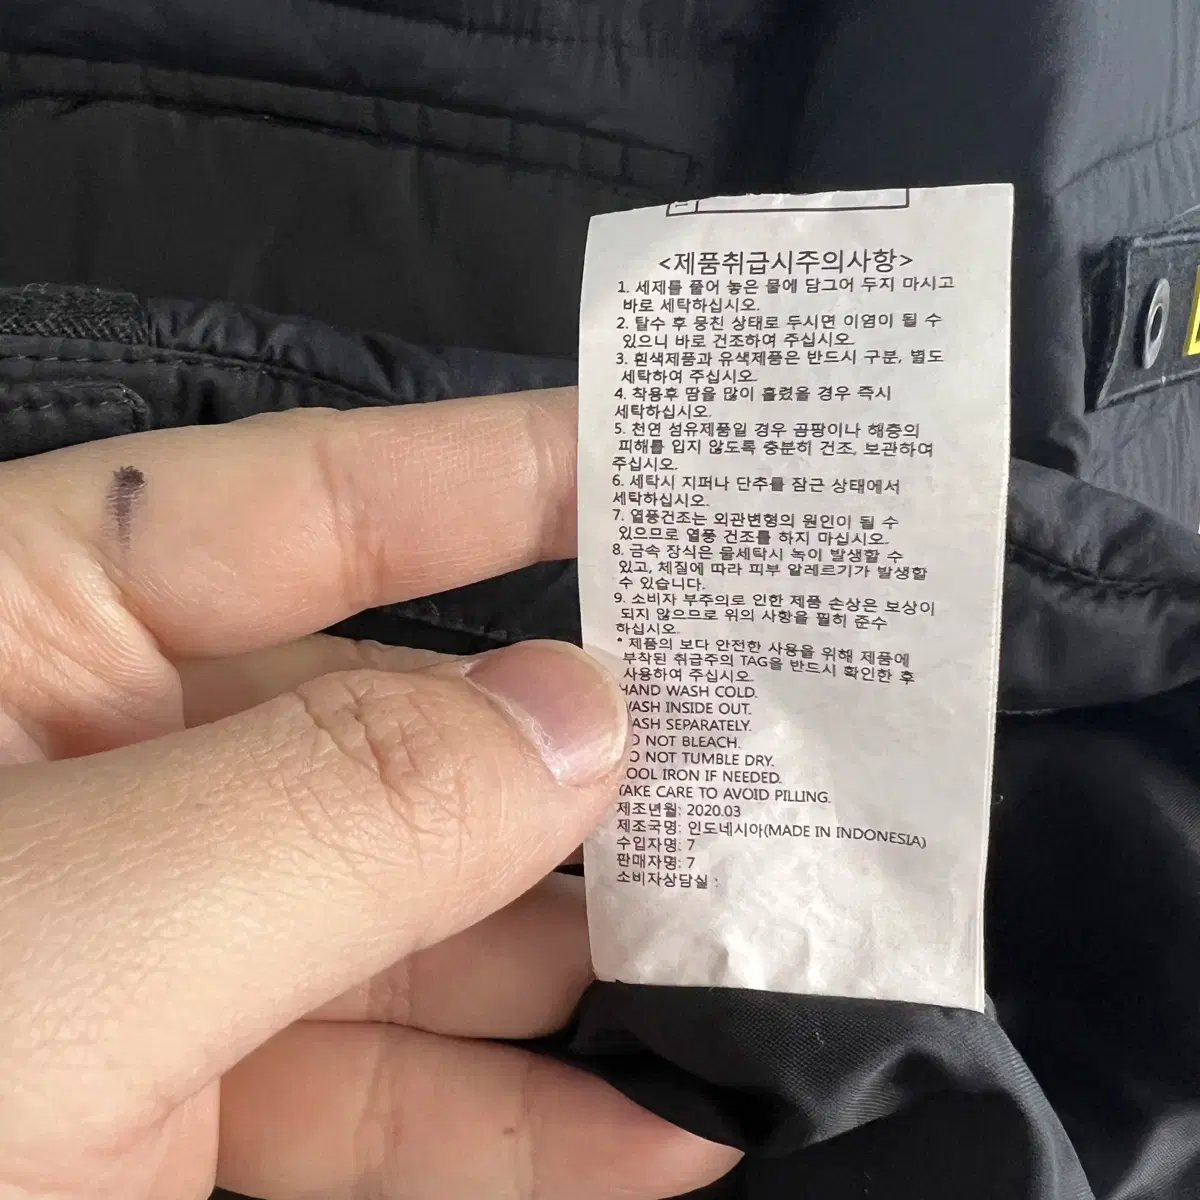 <제품취급시주의사항>
1. 세제를 풀어 놓은 물에 담그어 두지 마시고
바로 세탁하십시오.
2. 탈수 후 뭉친 상태로 두시면 이염이 될 수
있으니 바로 건조하여 주십시오.
3. 흰색제품과 유색제품은 반드시 구분, 별도
세탁하여 주십시오.
4. 착용후 땀을 많이 흘렸을 경우 즉시
세탁하십시오.
5. 천연 섬유제품일 경우 곰팡이나 해충의
피해를 입지 않도록 충분히 건조, 보관하여
주십시오.
6. 세탁시 지퍼나 단추를 잠근 상태에서
세탁하십시오.
7. 열풍건조는 외관변형의 원인이 될 수
있으므로 열풍 건조를 하지 마십시오.
8. 금속 장식은 물세탁시 녹이 발생할 수
있고, 체질에 따라 피부 알레르기가 발생할
수 있습니다.
9. 소비자 부주의로 인한 제품 손상은 보상이
되지 않으므로 위의 사항을 필히 준수
하십시오.
* 제품의 보다 안전한 사용을 위해 제품에
부착된 취급주의 TAG을 반드시 확인한 후
사용하여 주십시오.
HAND WASH COLD.
WASH INSIDE OUT.
WASH SEPARATELY.
DO NOT BLEACH.
DO NOT TUMBLE DRY.
COOL IRON IF NEEDED.
TAKE CARE TO AVOID PILLING.
제조년월: 2020.03
제조국명: 인도네시아(MADE IN INDONESIA)
수입자명: 7
판매자명: 7
소비자상담실 :